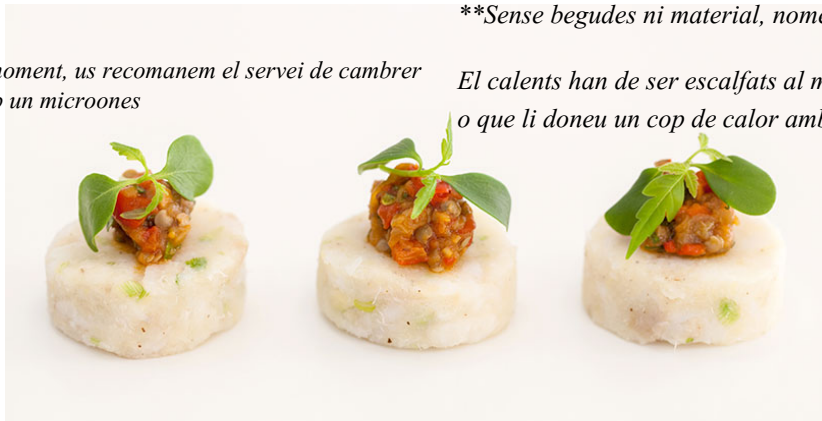 moment, us recomanem el servei de cambrer
un microones
**Sense begudes ni material, nome
El calents han de ser escalfats al m
o que li doneu un cop de calor amb